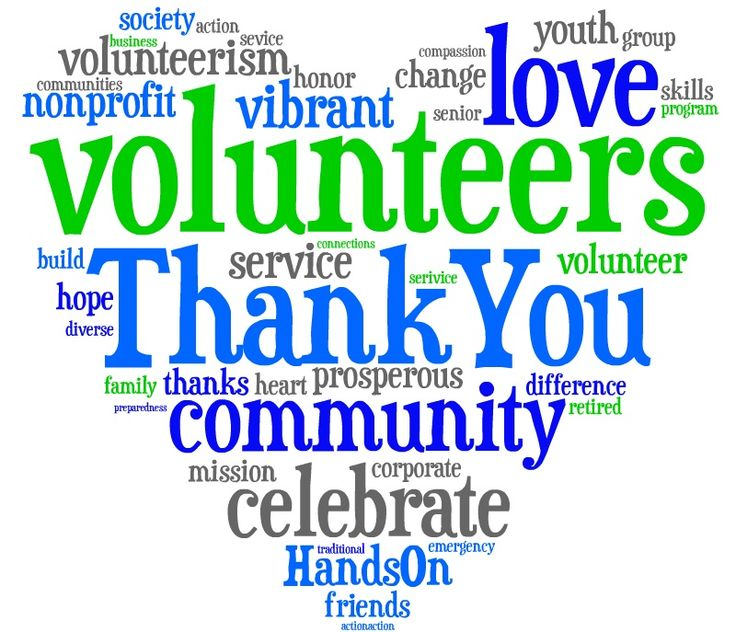 society action
business sevice
volunteerism
compassion
youth group
communities
honor
change
love
skills
nonprofit
vibrant
senior
program
volunteers
connections
build
service
serivice
volunteer
Thank You
hope
diverse
family thanks heart prosperous difference
preparedness
community
retired
mission
corporate
celebrate
traditional
emergency
HandsOn
friends
actionaction